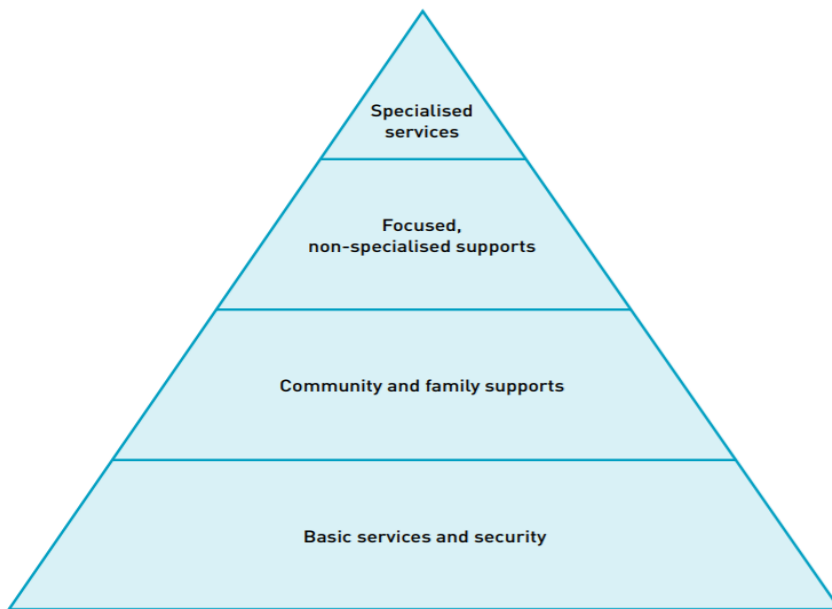 Specialised
services
Focused,
non-specialised supports
Community and family supports
Basic services and security